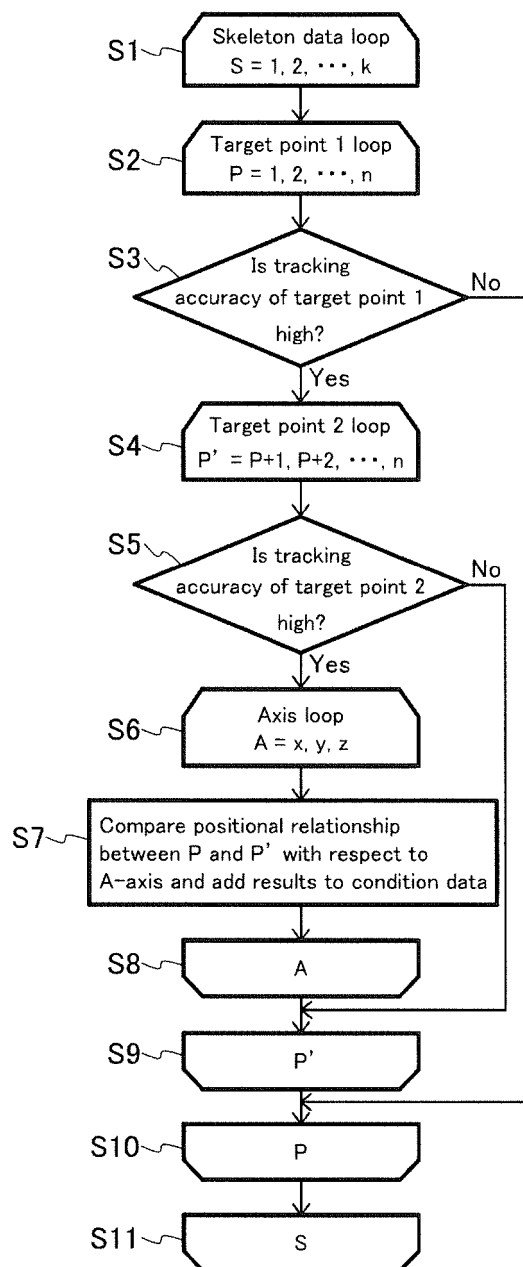 S1
Skeleton data loop
S = 1, 2, ･･･, k
S2
Target point 1 loop
P = 1, 2, ･･･, n
S3
Is tracking
accuracy of target point 1
high?
No
Yes
S4
Target point 2 loop
P' = P+1, P+2, ･･･, n
S5
Is tracking
accuracy of target point 2
high?
No
Yes
S6
Axis loop
A = x, y, z
S7
Compare positional relationship
between P and P' with respect to
A-axis and add results to condition data
S8
A
S9
P'
S10
P
S11
S